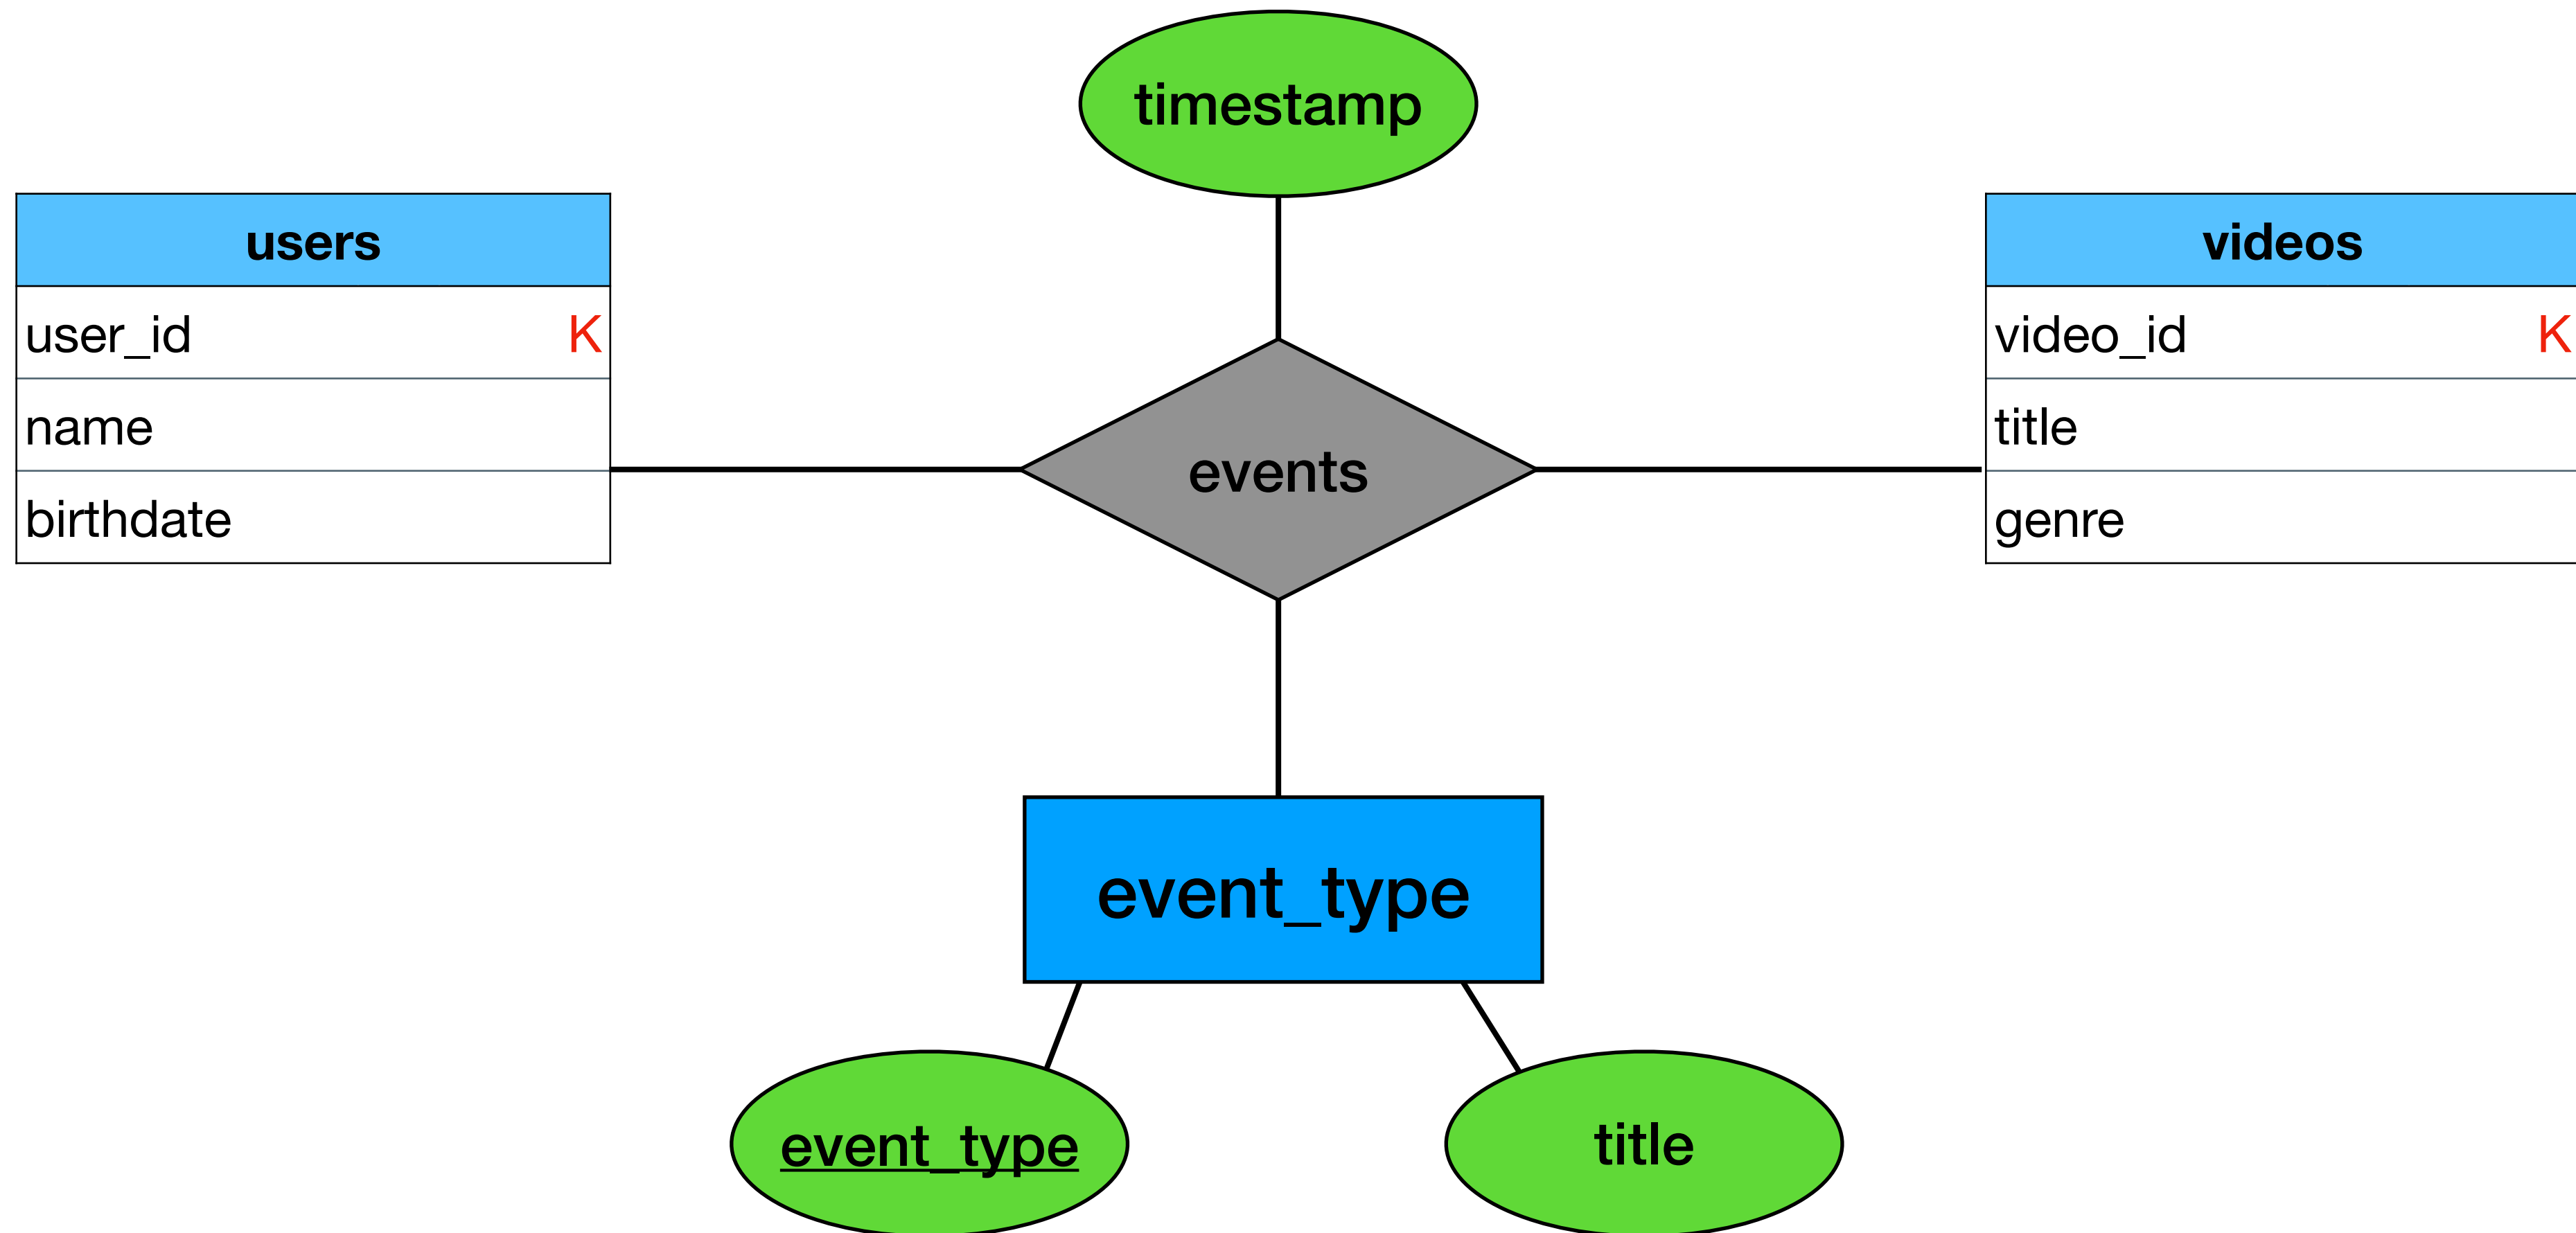 timestamp
users
user_id K
name
birthdate
events
videos
video_id K
title
genre
event_type
event_type
title